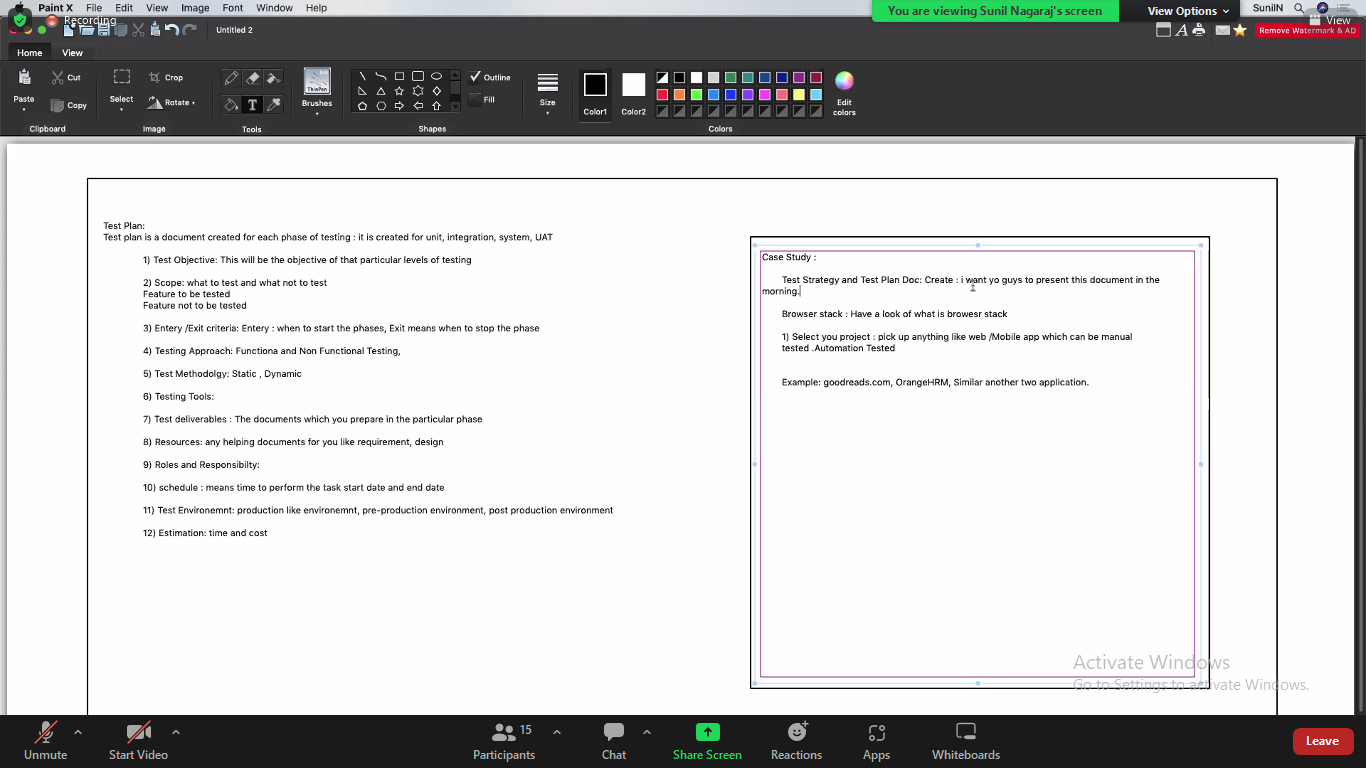 Paint X File Edit View Image Font Window Help
You are viewing Sunil Nagaraj's screen
View Options
SunilN
Recording
Untitled 2
View
Remove Watermark & AD
Home View
Paste
Cut
Copy
Clipboard
Select
Crop
Rotate
Image
Tools
Brushes
Shapes
Outline
Fill
Size
Color1
Color2
Edit
colors
Colors
Test Plan:
Test plan is a document created for each phase of testing : it is created for unit, integration, system, UAT
1) Test Objective: This will be the objective of that particular levels of testing
2) Scope: what to test and what not to test
Feature to be tested
Feature not to be tested
3) Entery /Exit criteria: Entery : when to start the phases, Exit means when to stop the phase
4) Testing Approach: Functiona and Non Functional Testing,
5) Test Methodolgy: Static , Dynamic
6) Testing Tools:
7) Test deliverables : The documents which you prepare in the particular phase
8) Resources: any helping documents for you like requirement, design
9) Roles and Responsibilty:
10) schedule : means time to perform the task start date and end date
11) Test Environemnt: production like environemnt, pre-production environment, post production environment
12) Estimation: time and cost
Case Study :
Test Strategy and Test Plan Doc: Create : i want yo guys to present this document in the
morning.
Browser stack : Have a look of what is browesr stack
1) Select you project : pick up anything like web /Mobile app which can be manual
tested .Automation Tested
Example: goodreads.com, OrangeHRM, Similar another two application.
Activate Windows
Go to Settings to activate Windows.
Unmute
Start Video
Participants
15
Chat
Share Screen
Reactions
Apps
Whiteboards
Leave